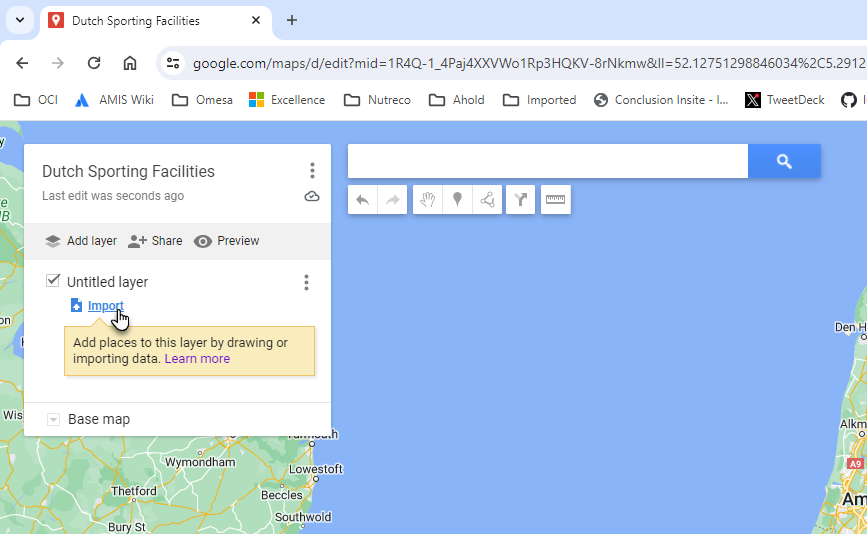 Dutch Sporting Facilities
google.com/maps/d/edit?mid=1R4Q-1_4Paj4XXVWo1Rp3HQKV-8rNkmw&ll=52.12751298846034%2C5.2912
OCI AMIS Wiki Omesa Excellence Nutreco Ahold Imported Conclusion Insite - I... TweetDeck
Dutch Sporting Facilities
Last edit was seconds ago
Add layer Share Preview
Untitled layer
Import
Add places to this layer by drawing or
importing data. Learn more
Base map
Den H
Wis
Alkm
Wymondham
Lowestoft
A9
Thetford
Beccles
Am
Southwold
Bury St